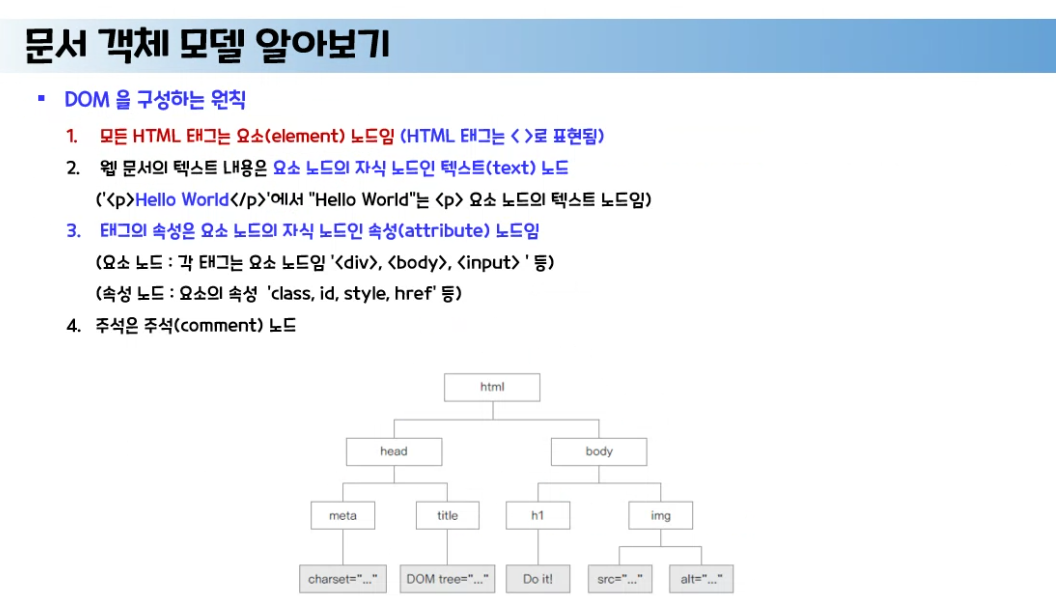 문서 객체 모델 알아보기
▪ DOM 을 구성하는 원칙
1. 모든 HTML 태그는 요소(element) 노드임 (HTML 태그는 < >로 표현됨)
2. 웹 문서의 텍스트 내용은 요소 노드의 자식 노드인 텍스트(text) 노드
('<p>Hello World</p>'에서 "Hello World"는 <p> 요소 노드의 텍스트 노드임)
3. 태그의 속성은 요소 노드의 자식 노드인 속성(attribute) 노드임
(요소 노드 : 각 태그는 요소 노드임 '<div>, <body>, <input> ' 등)
(속성 노드 : 요소의 속성 'class, id, style, href' 등)
4. 주석은 주석(comment) 노드
html
head body
meta title h1 img
charset="..." DOM tree="..." Do it! src="..." alt="..."